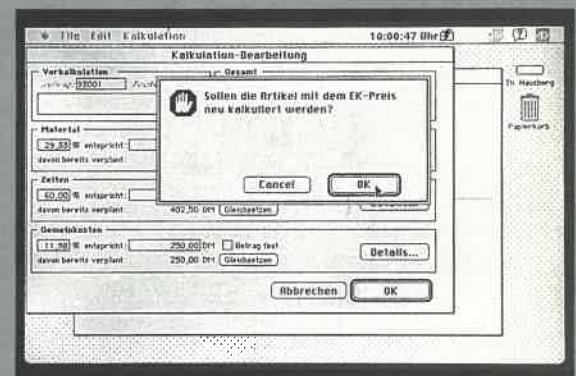 File Edit Kalkulation 10:00:47 Uhr
Kalkulation-Bearbeitung
Vorkalkulation
Gesamt
93001
Sollen die Artikel mit dem EK-Preis
neu kalkuliert werden?
Cancel
OK
Material
29,33 % entspricht:
davon bereits verplant
Zeiten
60,00 % entspricht:
davon bereits verplant 402,50 DM Gleichsetzen
Gemeinkosten
11,98 % entspricht: 250,00 DM Betrag fest
davon bereits verplant 250,00 DM Gleichsetzen
Details...
Abbrechen
OK
Papierkorb